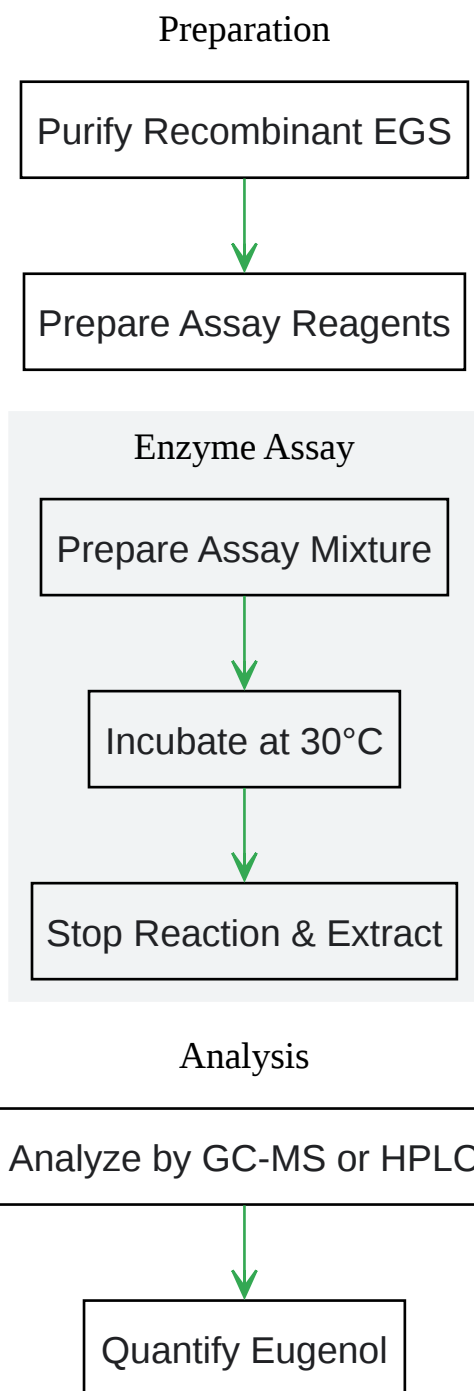 Preparation
Purify Recombinant EGS
Prepare Assay Reagents
Enzyme Assay
Prepare Assay Mixture
Incubate at 30°C
Stop Reaction & Extract
Analysis
Analyze by GC-MS or HPLC
Quantify Eugenol